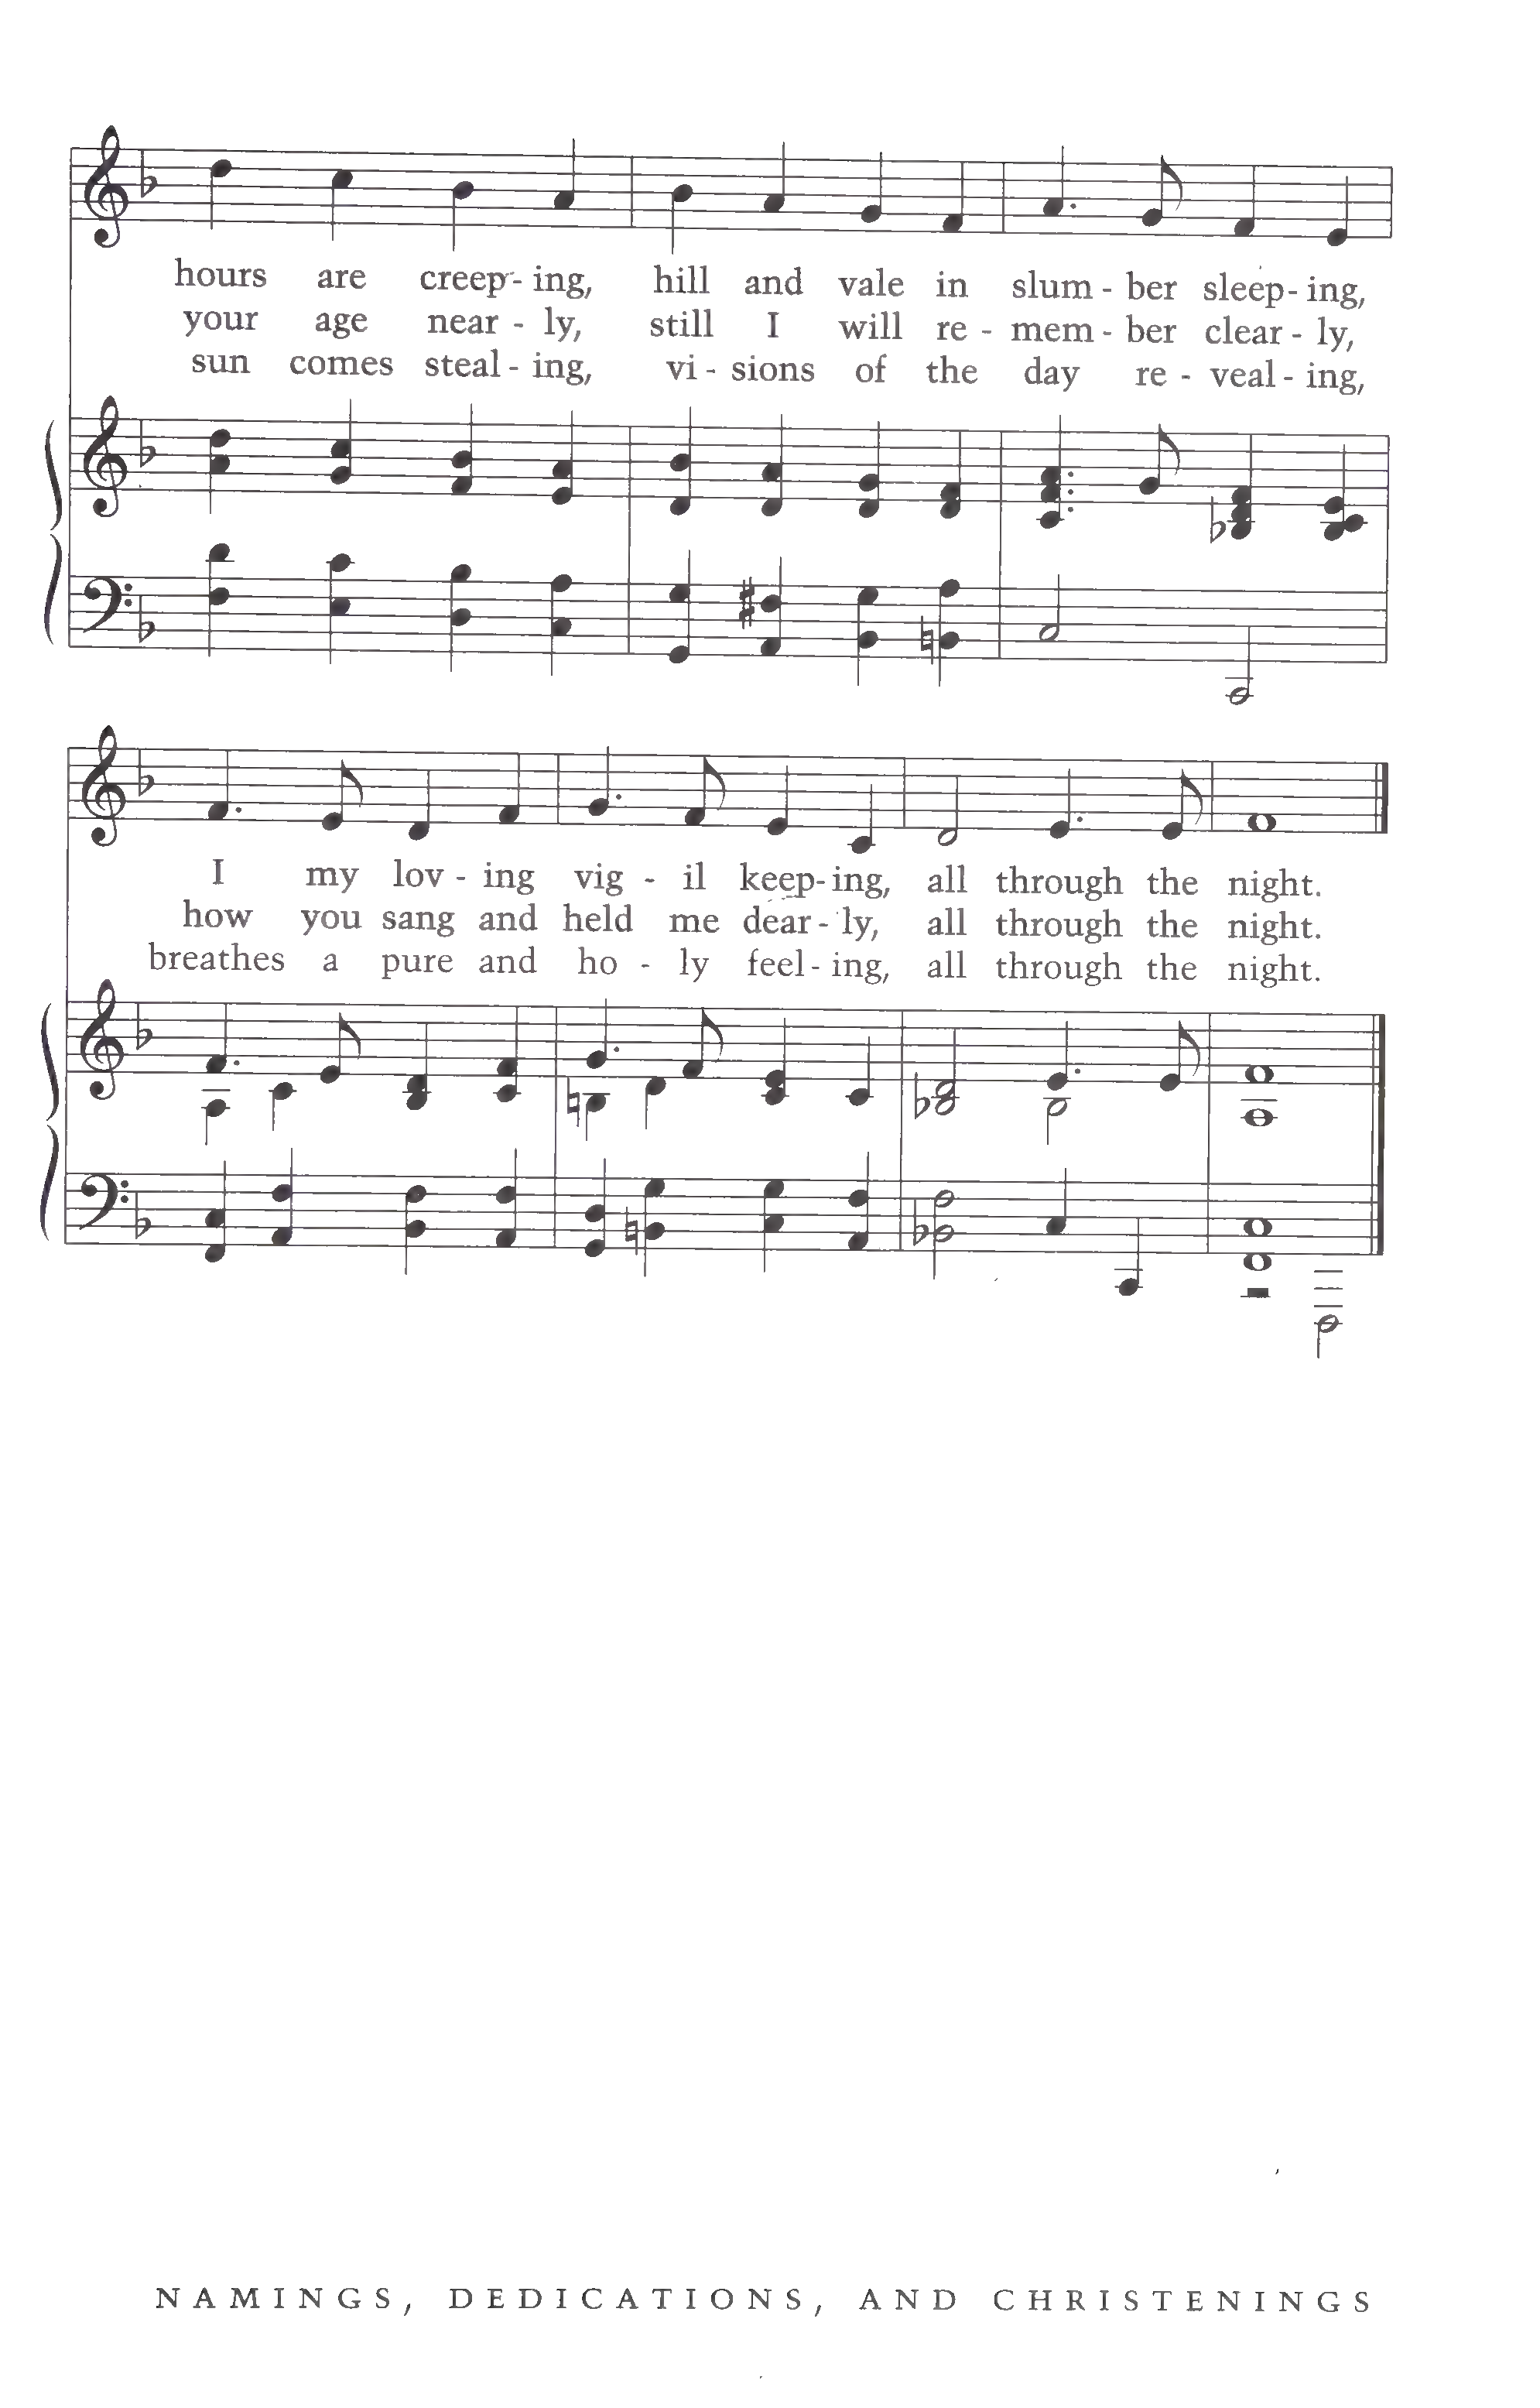 hours are creep - ing, hill and vale in slum - ber sleep - ing,
your age near - ly, still I will re - mem - ber clear - ly,
sun comes steal - ing, vi - sions of the day re - veal - ing,
I my lov - ing vig - il keep - ing, all through the night.
how you sang and held me dear - ly, all through the night.
breathes a pure and ho - ly feel - ing, all through the night.
NAMINGS, DEDICATIONS, AND CHRISTENINGS